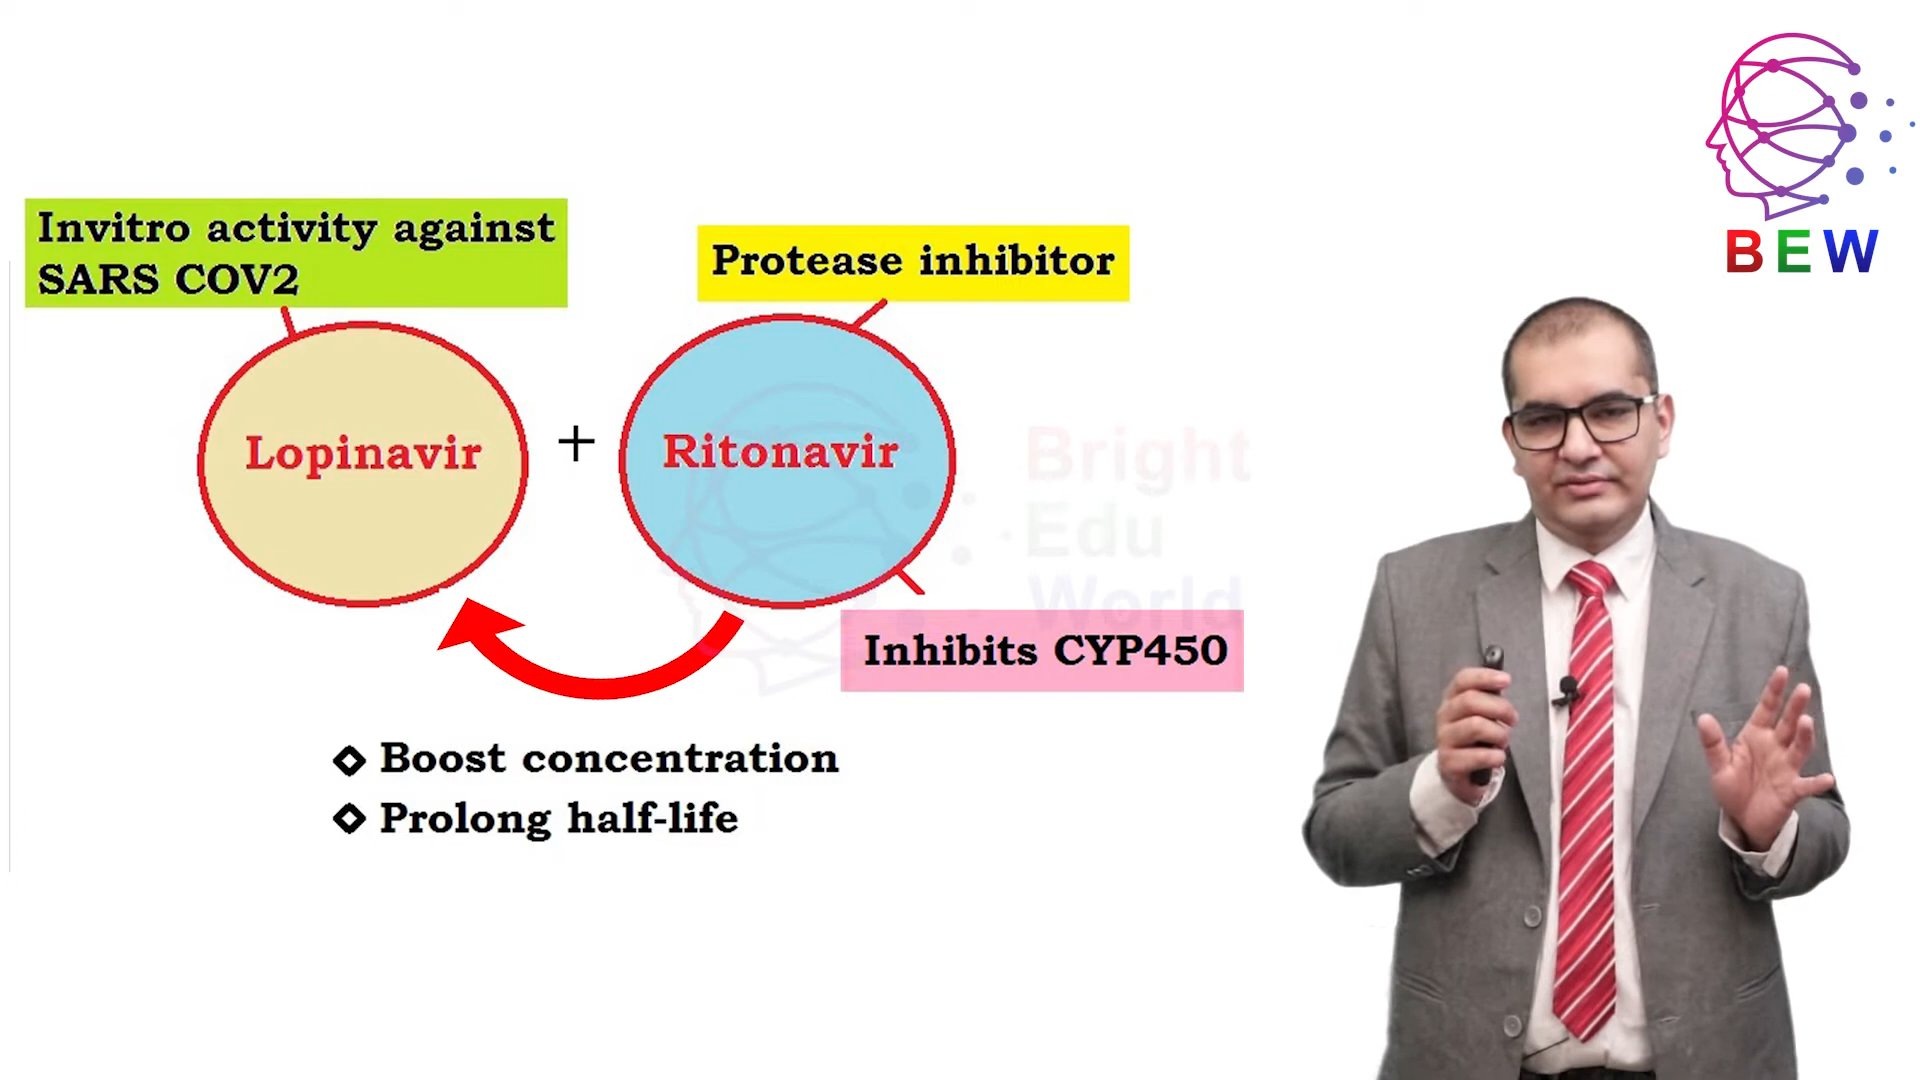 Invitro activity against
SARS COV2
Protease inhibitor
Lopinavir
+
Ritonavir
Inhibits CYP450
Boost concentration
Prolong half-life
BEW
Bright
Edu
World